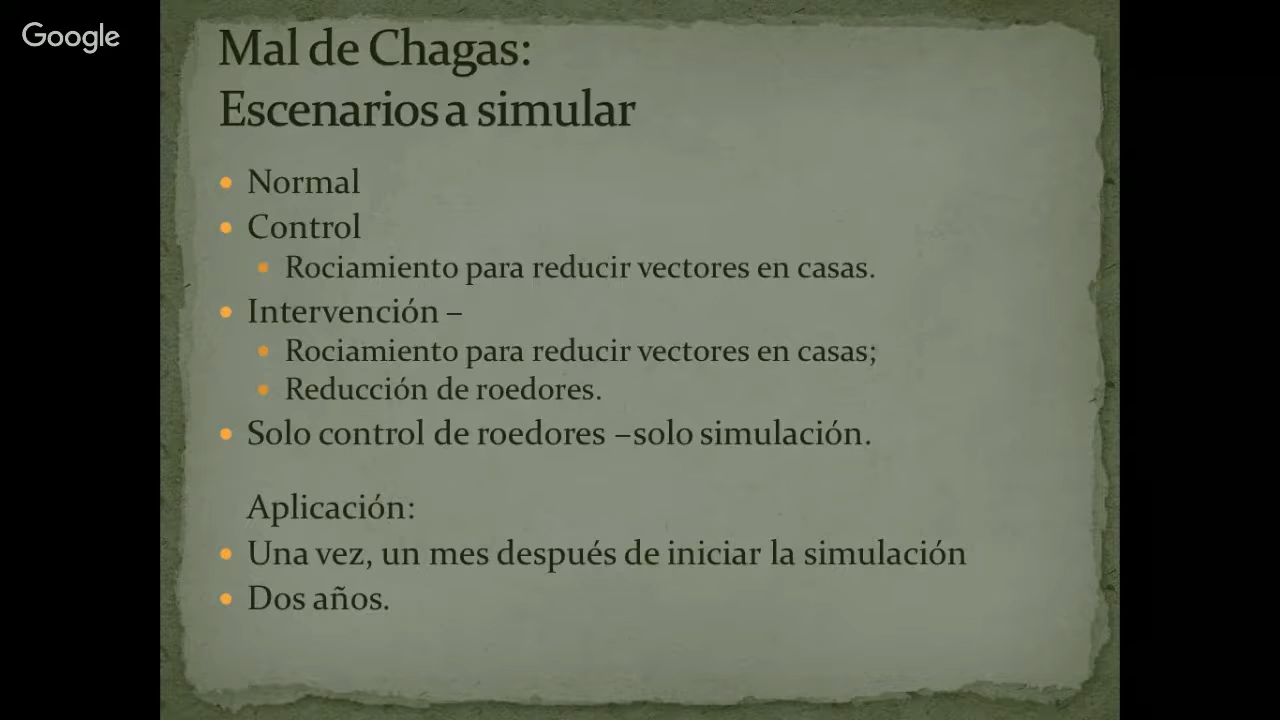 Google
Mal de Chagas:
Escenarios a simular
• Normal
• Control
• Rociamiento para reducir vectores en casas.
• Intervención –
• Rociamiento para reducir vectores en casas;
• Reducción de roedores.
• Solo control de roedores –solo simulación.
Aplicación:
• Una vez, un mes después de iniciar la simulación
• Dos años.